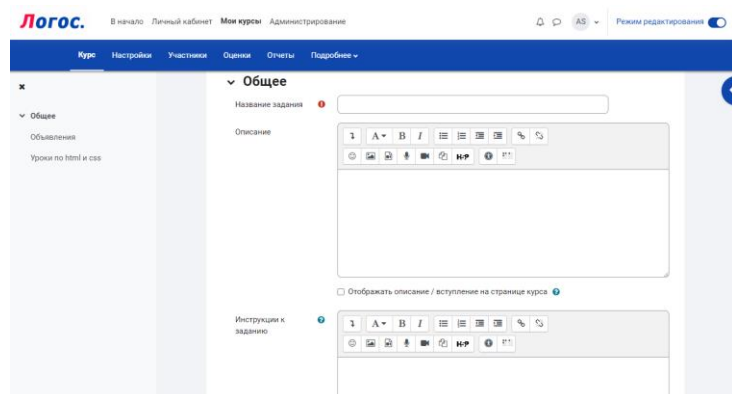 Логос. В начало Личный кабинет Мои курсы Администрирование AS Режим редактирования
Курс Настройки Участники Оценки Отчеты Подробнее
Общее
Объявления
Уроки по html и css
Общее
Название задания
Описание
A B I
H-P
Отображать описание / вступление на странице курса
Инструкции к
заданию
A B I
H-P